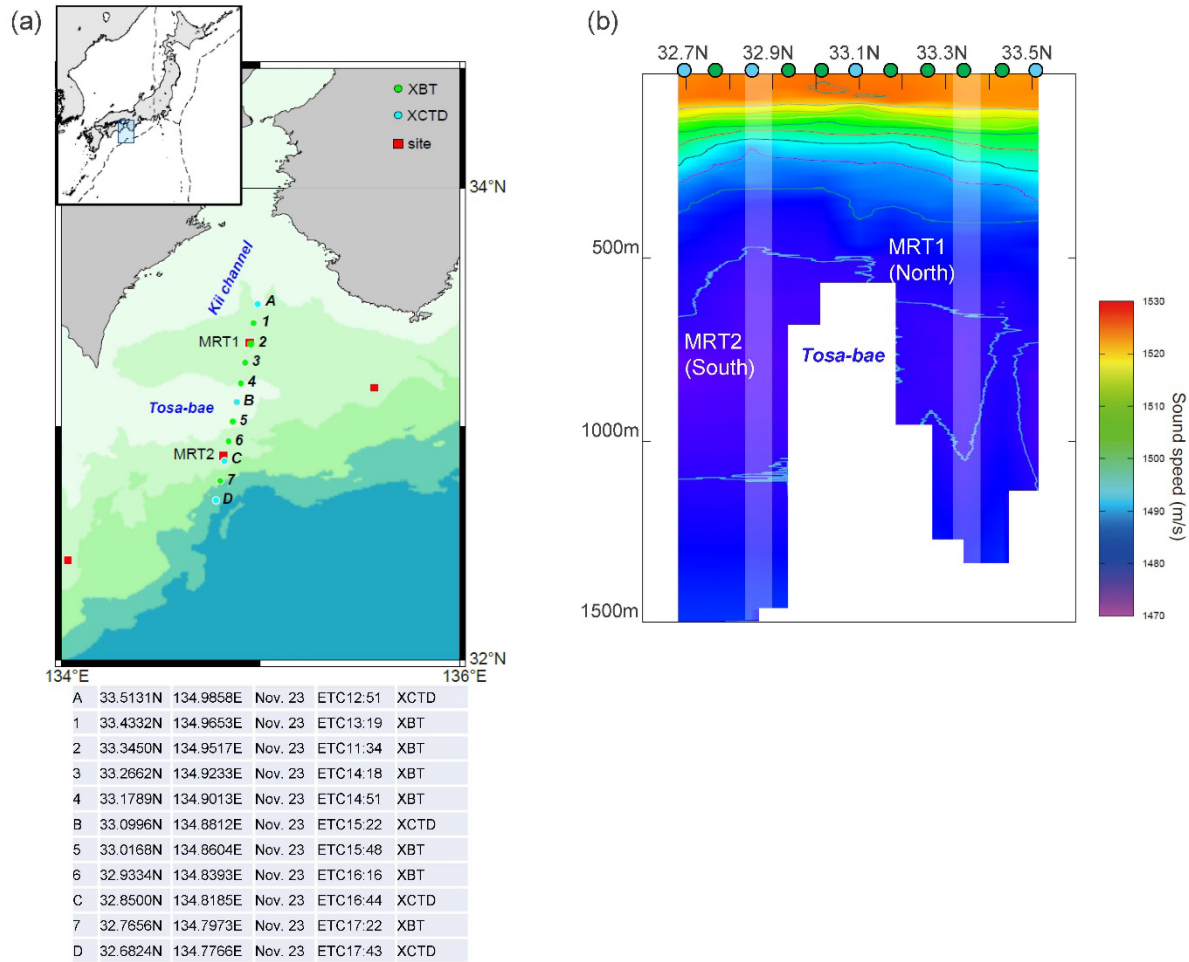 (a)
XBT
XCTD
site
34°N
Kii channel
A
1
MRT1
2
3
4
Tosa-bae
B
5
6
MRT2
C
7
D
32°N
134°E
136°E
A 33.5131N 134.9858E Nov. 23 ETC12:51 XCTD
1 33.4332N 134.9653E Nov. 23 ETC13:19 XBT
2 33.3450N 134.9517E Nov. 23 ETC11:34 XBT
3 33.2662N 134.9233E Nov. 23 ETC14:18 XBT
4 33.1789N 134.9013E Nov. 23 ETC14:51 XBT
B 33.0996N 134.8812E Nov. 23 ETC15:22 XCTD
5 33.0168N 134.8604E Nov. 23 ETC15:48 XBT
6 32.9334N 134.8393E Nov. 23 ETC16:16 XBT
C 32.8500N 134.8185E Nov. 23 ETC16:44 XCTD
7 32.7656N 134.7973E Nov. 23 ETC17:22 XBT
D 32.6824N 134.7766E Nov. 23 ETC17:43 XCTD
(b)
32.7N 32.9N 33.1N 33.3N 33.5N
500m
MRT1
(North)
MRT2
(South)
Tosa-bae
1000m
1500m
1530
1520
1510
1500
1490
1480
1470
Sound speed (m/s)